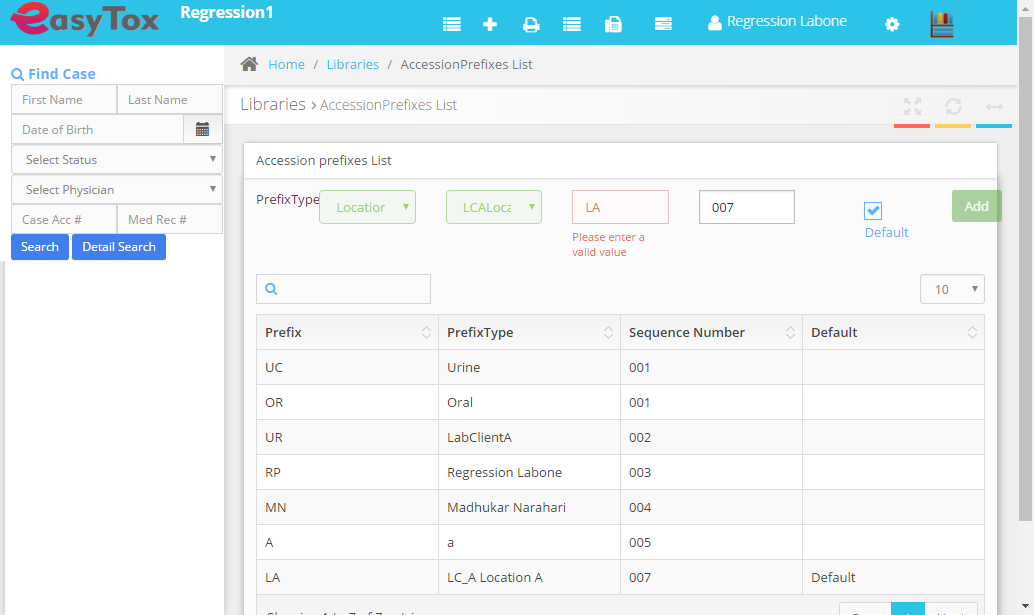 easyTox
Regression1
Regression Labone
Find Case
First Name Last Name
Date of Birth
Select Status
Select Physician
Case Acc # Med Rec #
Search Detail Search
Home / Libraries / AccessionPrefixes List
Libraries > AccessionPrefixes List
Accession prefixes List
PrefixType Location LCALoca LA 007 Add
Default
Please enter a
valid value
10
Prefix PrefixType Sequence Number Default
UC Urine 001
OR Oral 001
UR LabClientA 002
RP Regression Labone 003
MN Madhukar Narahari 004
A a 005
LA LC_A Location A 007 Default